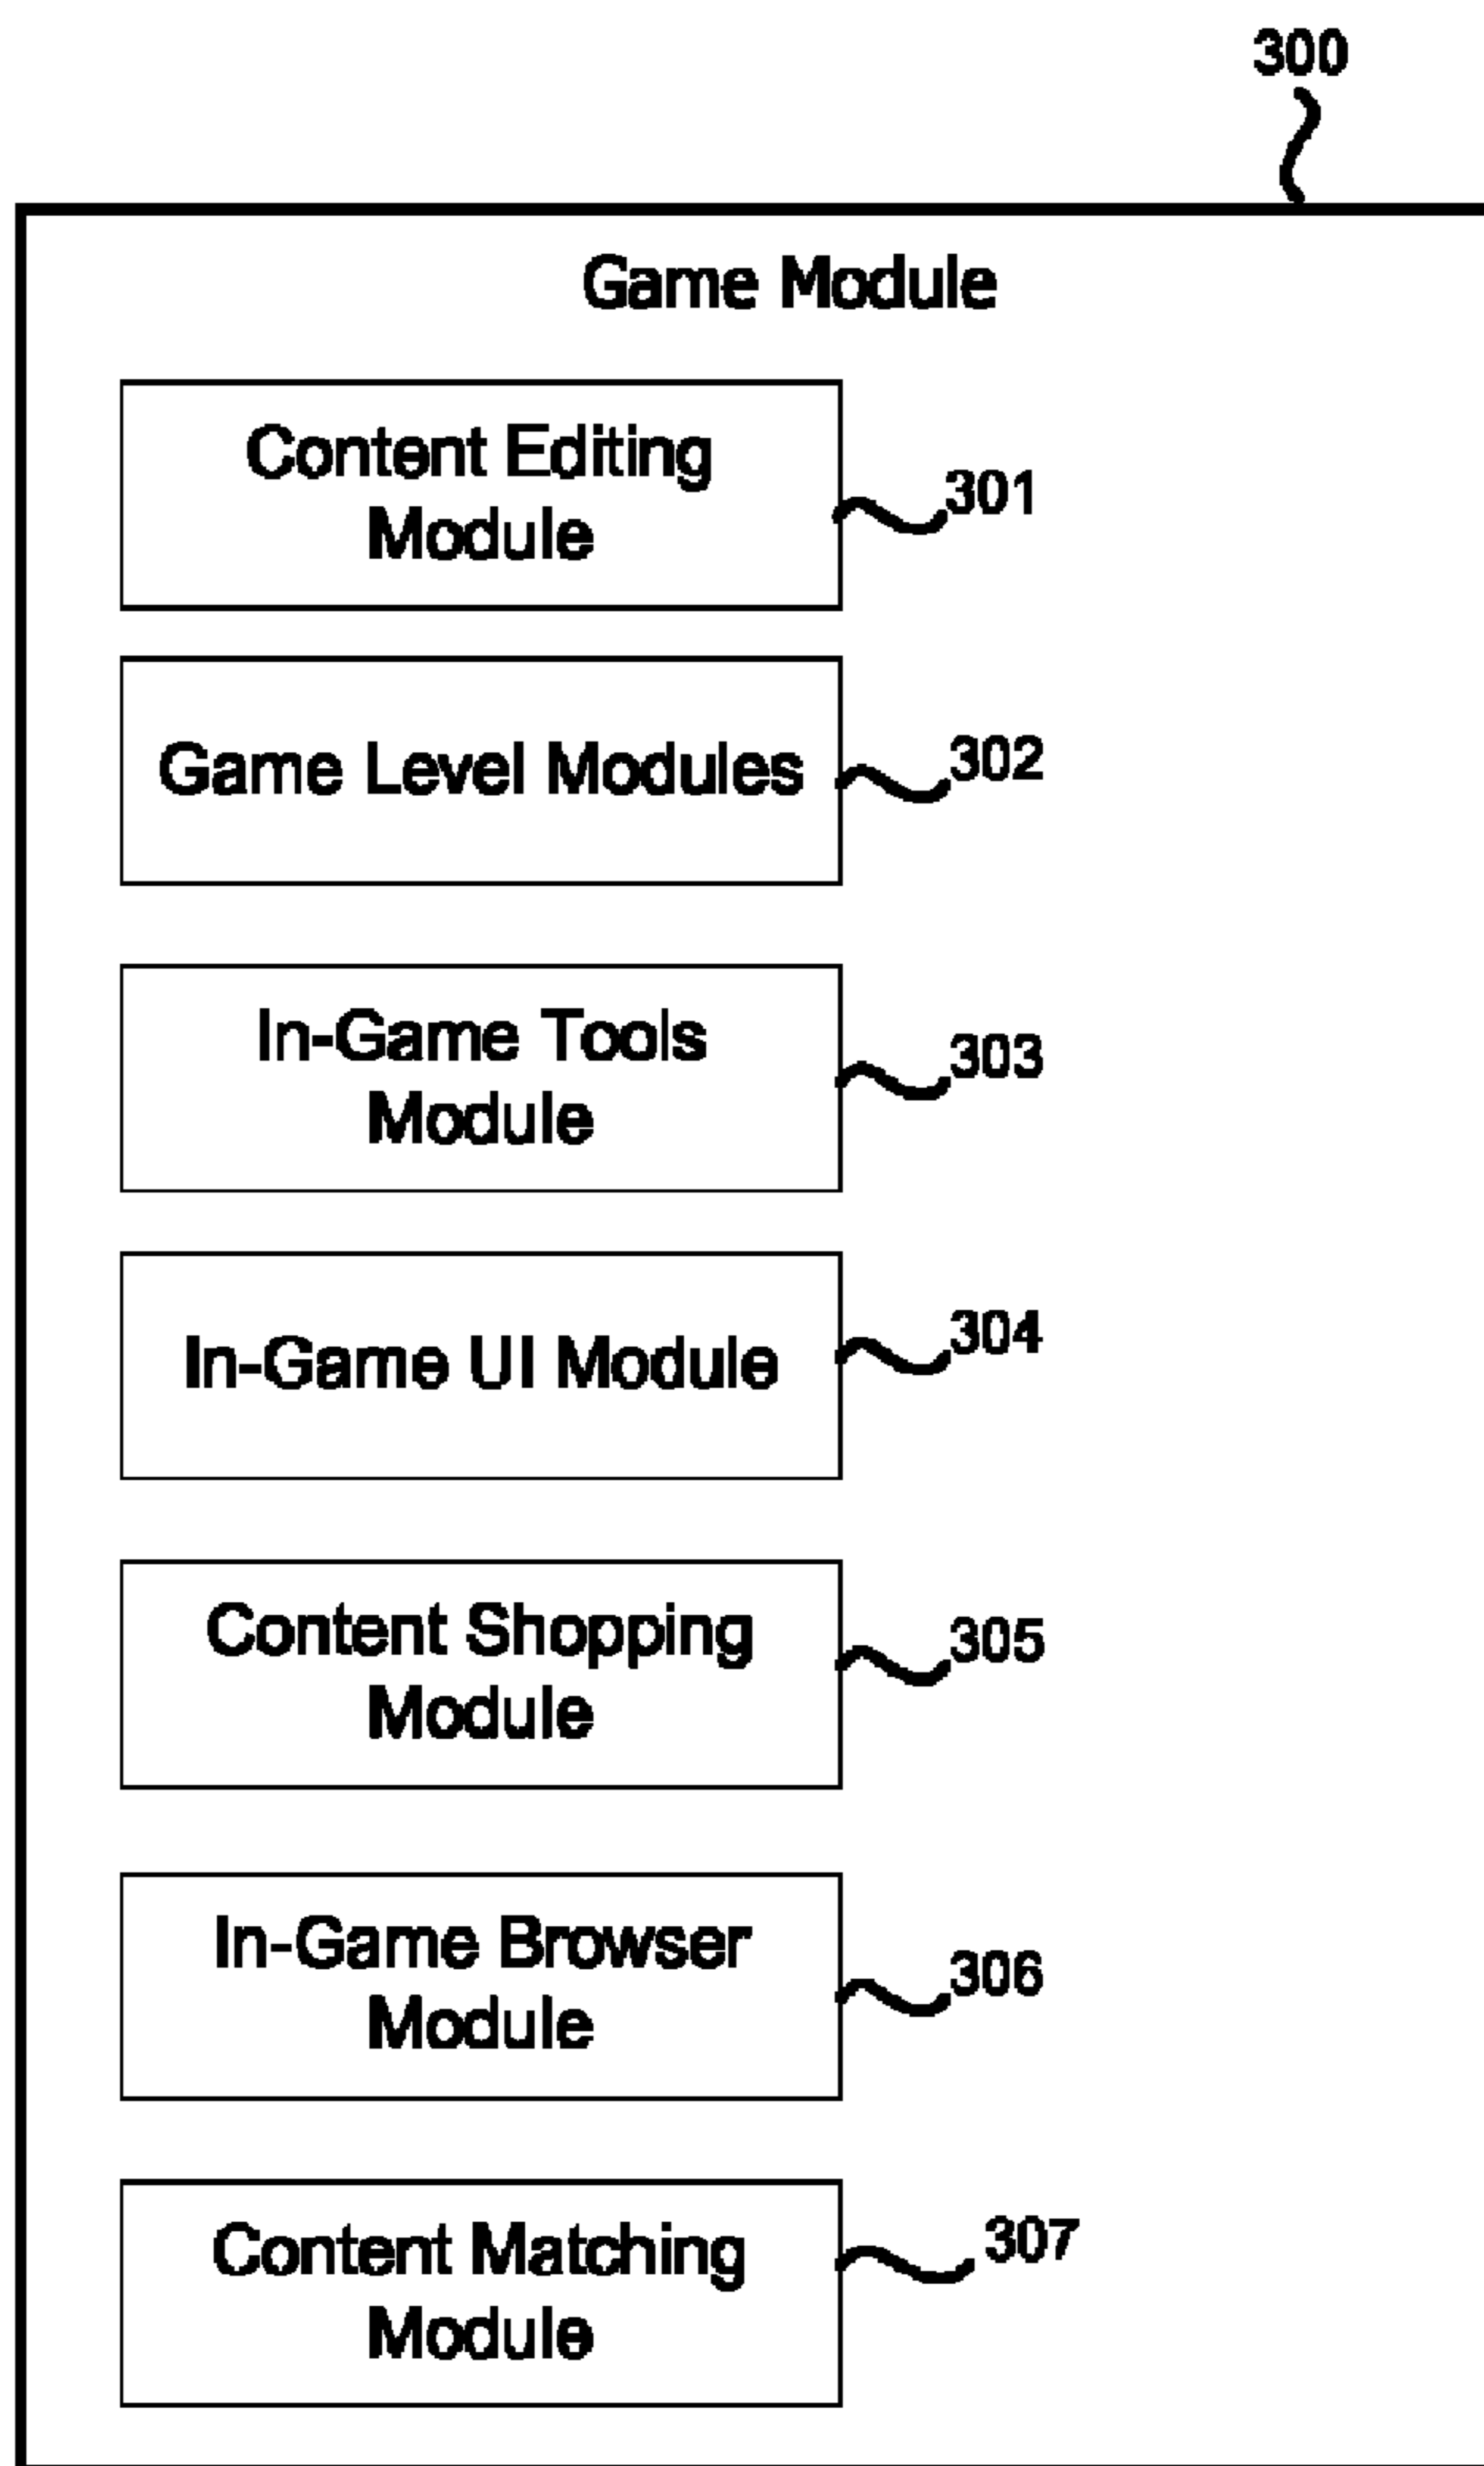 300
Game Module
Content Editing
Module
301
Game Level Modules
302
In-Game Tools
Module
303
In-Game UI Module
304
Content Shopping
Module
305
In-Game Browser
Module
306
Content Matching
Module
307